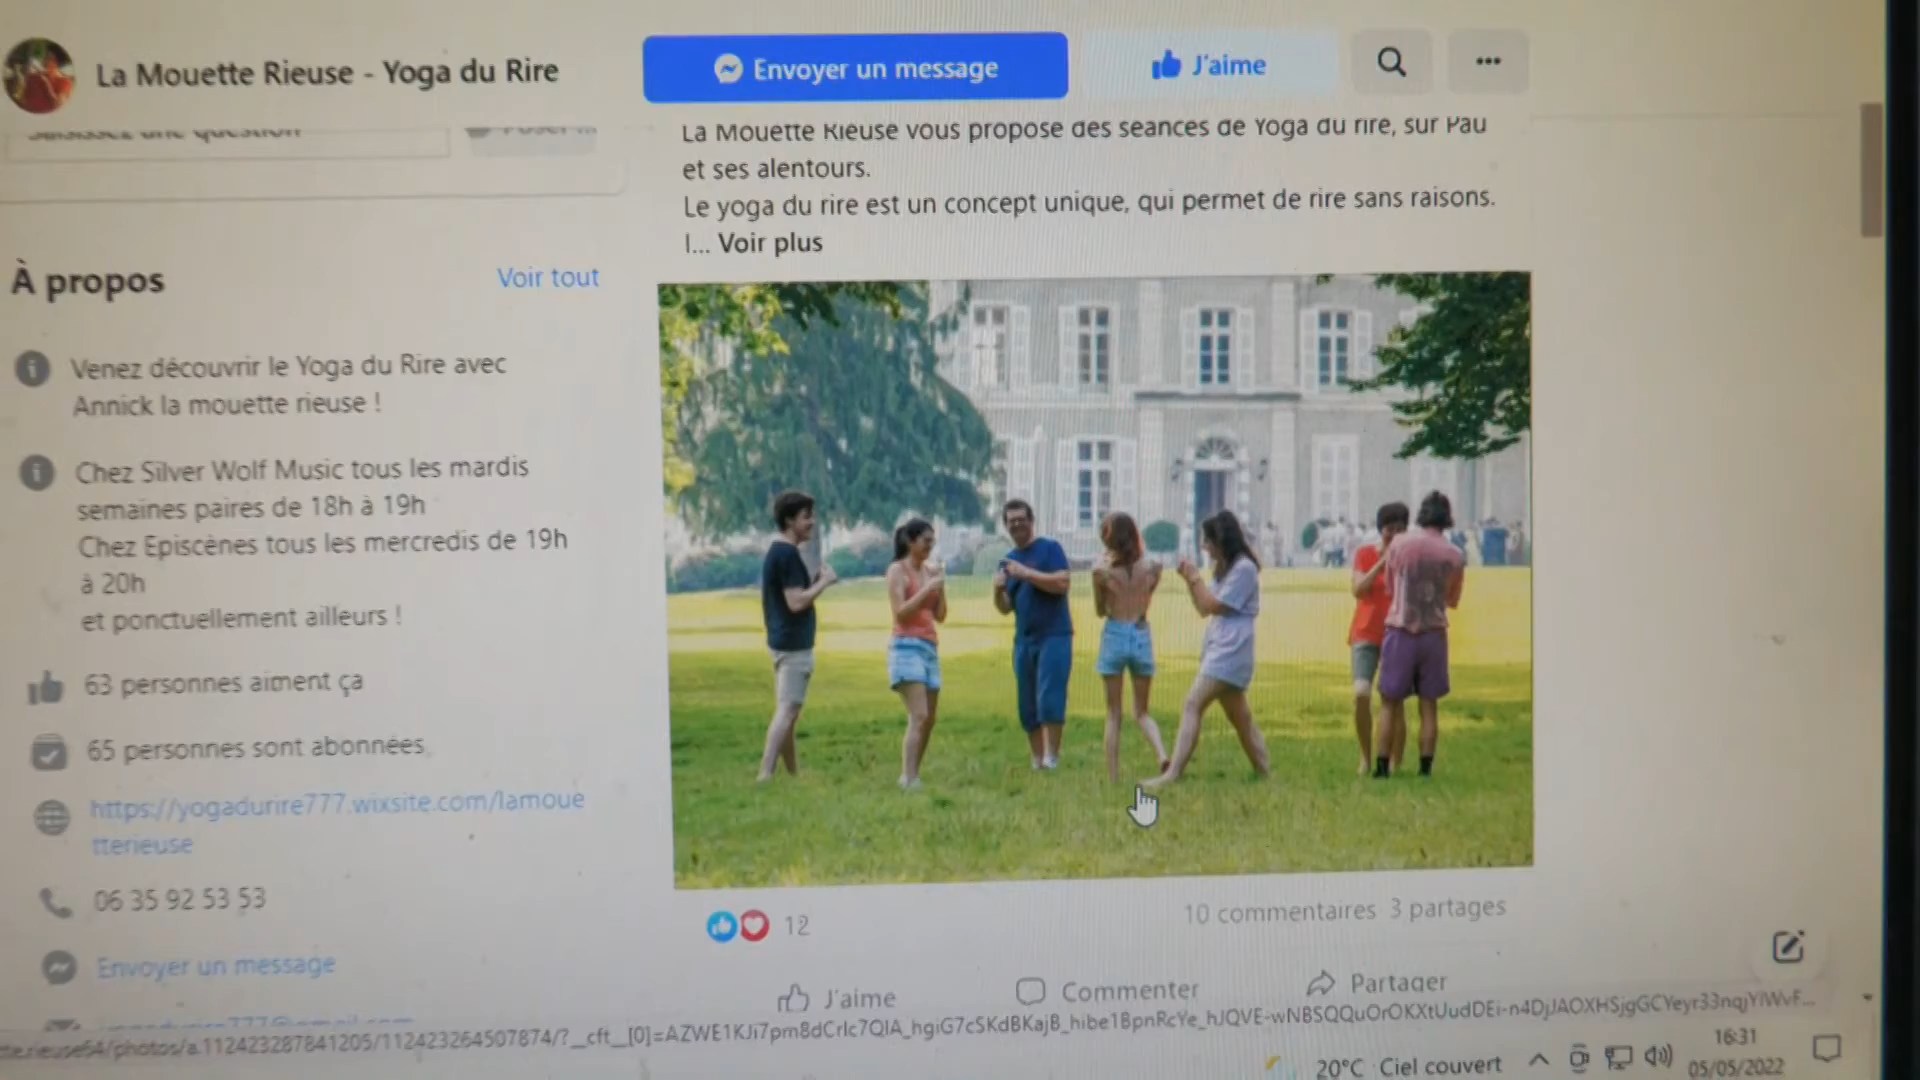 La Mouette Rieuse - Yoga du Rire
Envoyer un message
J'aime
La Mouette Rieuse vous propose des séances de Yoga du rire, sur Pau
et ses alentours.
Le yoga du rire est un concept unique, qui permet de rire sans raisons.
I... Voir plus
À propos
Voir tout
Venez découvrir le Yoga du Rire avec
Annick la mouette rieuse !
Chez Silver Wolf Music tous les mardis
semaines paires de 18h à 19h
Chez Episcènes tous les mercredis de 19h
à 20h
et ponctuellement ailleurs !
63 personnes aiment ça
65 personnes sont abonnées
https://yogadurire777.wixsite.com/lamoue
tterieuse
06 35 92 53 53
Envoyer un message
12
10 commentaires 3 partages
J'aime
Commenter
Partager
20°C Ciel couvert
16:31
05/05/2022